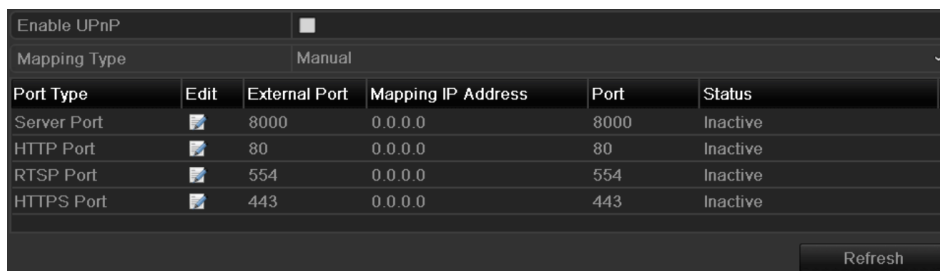 Enable UPnP
Mapping Type Manual
Port Type Edit External Port Mapping IP Address Port Status
Server Port 8000 0.0.0.0 8000 Inactive
HTTP Port 80 0.0.0.0 80 Inactive
RTSP Port 554 0.0.0.0 554 Inactive
HTTPS Port 443 0.0.0.0 443 Inactive
Refresh